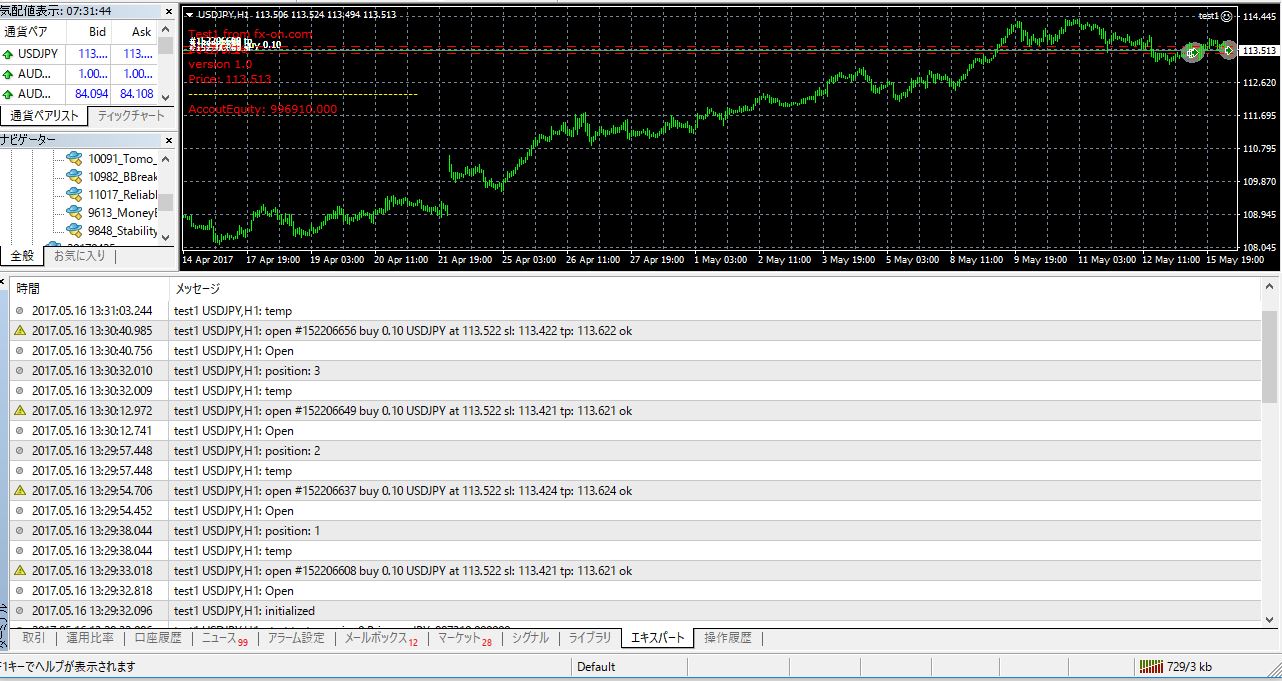 気配値表示: 07:31:44
通貨ペア Bid Ask
USDJPY 113.... 113....
AUD... 1.00... 1.00...
AUD... 84.094 84.108
通貨ペアリスト ティックチャート
ナビゲーター
10091_Tomo_
10982_BBreak
11017_Reliabl
9613_MoneyE
9848_Stability
全般 お気に入り
USDJPY,H1 113.506 113.524 113.494 113.513
test1
Test1 from fx-on.com
version 1.0
Price: 113.513
AccoutEquity: 996910.000
114.445
113.513
112.620
111.695
110.795
109.870
108.945
108.045
14 Apr 2017 17 Apr 19:00 19 Apr 03:00 20 Apr 11:00 21 Apr 19:00 25 Apr 03:00 26 Apr 11:00 27 Apr 19:00 1 May 03:00 2 May 11:00 3 May 19:00 5 May 03:00 8 May 11:00 9 May 19:00 11 May 03:00 12 May 11:00 15 May 19:00
時間 メッセージ
2017.05.16 13:31:03.244 test1 USDJPY,H1: temp
2017.05.16 13:30:40.985 test1 USDJPY,H1: open #152206656 buy 0.10 USDJPY at 113.522 sl: 113.422 tp: 113.622 ok
2017.05.16 13:30:40.756 test1 USDJPY,H1: Open
2017.05.16 13:30:32.010 test1 USDJPY,H1: position: 3
2017.05.16 13:30:32.009 test1 USDJPY,H1: temp
2017.05.16 13:30:12.972 test1 USDJPY,H1: open #152206649 buy 0.10 USDJPY at 113.522 sl: 113.421 tp: 113.621 ok
2017.05.16 13:30:12.741 test1 USDJPY,H1: Open
2017.05.16 13:29:57.448 test1 USDJPY,H1: position: 2
2017.05.16 13:29:57.448 test1 USDJPY,H1: temp
2017.05.16 13:29:54.706 test1 USDJPY,H1: open #152206637 buy 0.10 USDJPY at 113.522 sl: 113.424 tp: 113.624 ok
2017.05.16 13:29:54.452 test1 USDJPY,H1: Open
2017.05.16 13:29:38.044 test1 USDJPY,H1: position: 1
2017.05.16 13:29:38.044 test1 USDJPY,H1: temp
2017.05.16 13:29:33.018 test1 USDJPY,H1: open #152206608 buy 0.10 USDJPY at 113.522 sl: 113.421 tp: 113.621 ok
2017.05.16 13:29:32.818 test1 USDJPY,H1: Open
2017.05.16 13:29:32.096 test1 USDJPY,H1: initialized
取引 運用比率 口座履歴 ニュース99 アラーム設定 メールボックス12 マーケット28 シグナル ライブラリ エキスパート 操作履歴
F1キーでヘルプが表示されます Default 729/3 kb